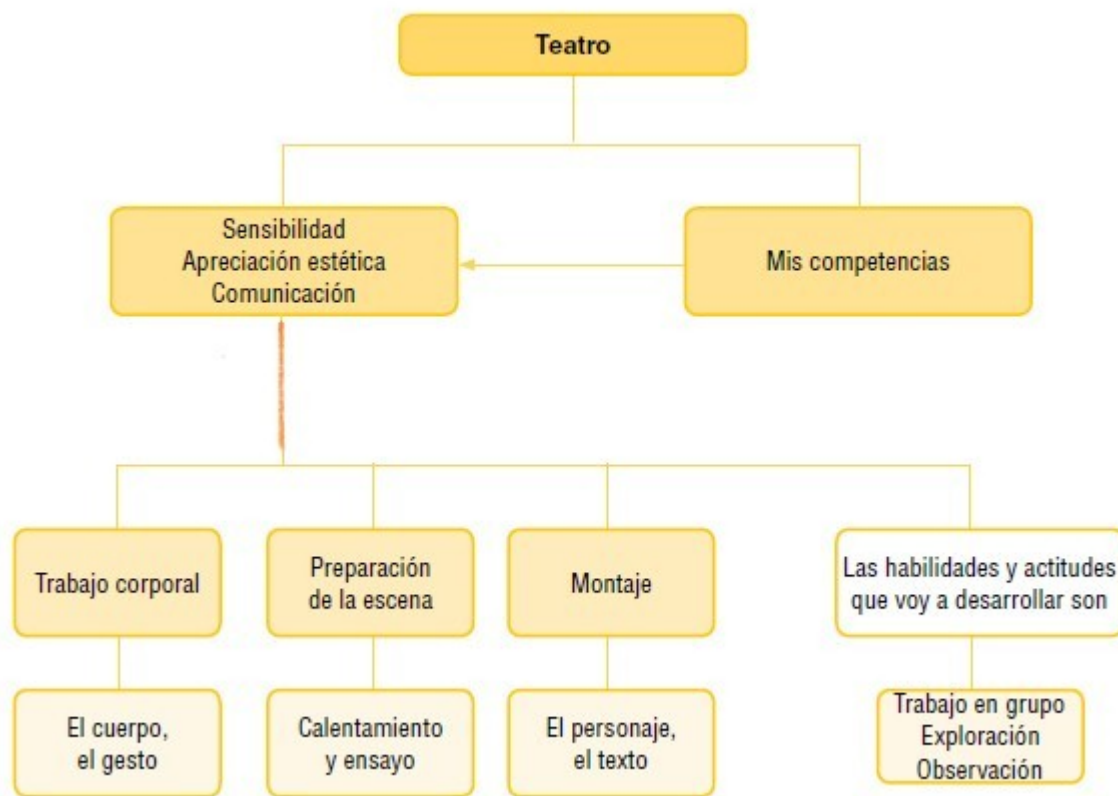 Teatro
Sensibilidad
Apreciación estética
Comunicación
Mis competencias
Trabajo corporal
Preparación
de la escena
Montaje
Las habilidades y actitudes
que voy a desarrollar son
El cuerpo,
el gesto
Calentamiento
y ensayo
El personaje,
el texto
Trabajo en grupo
Exploración
Observación